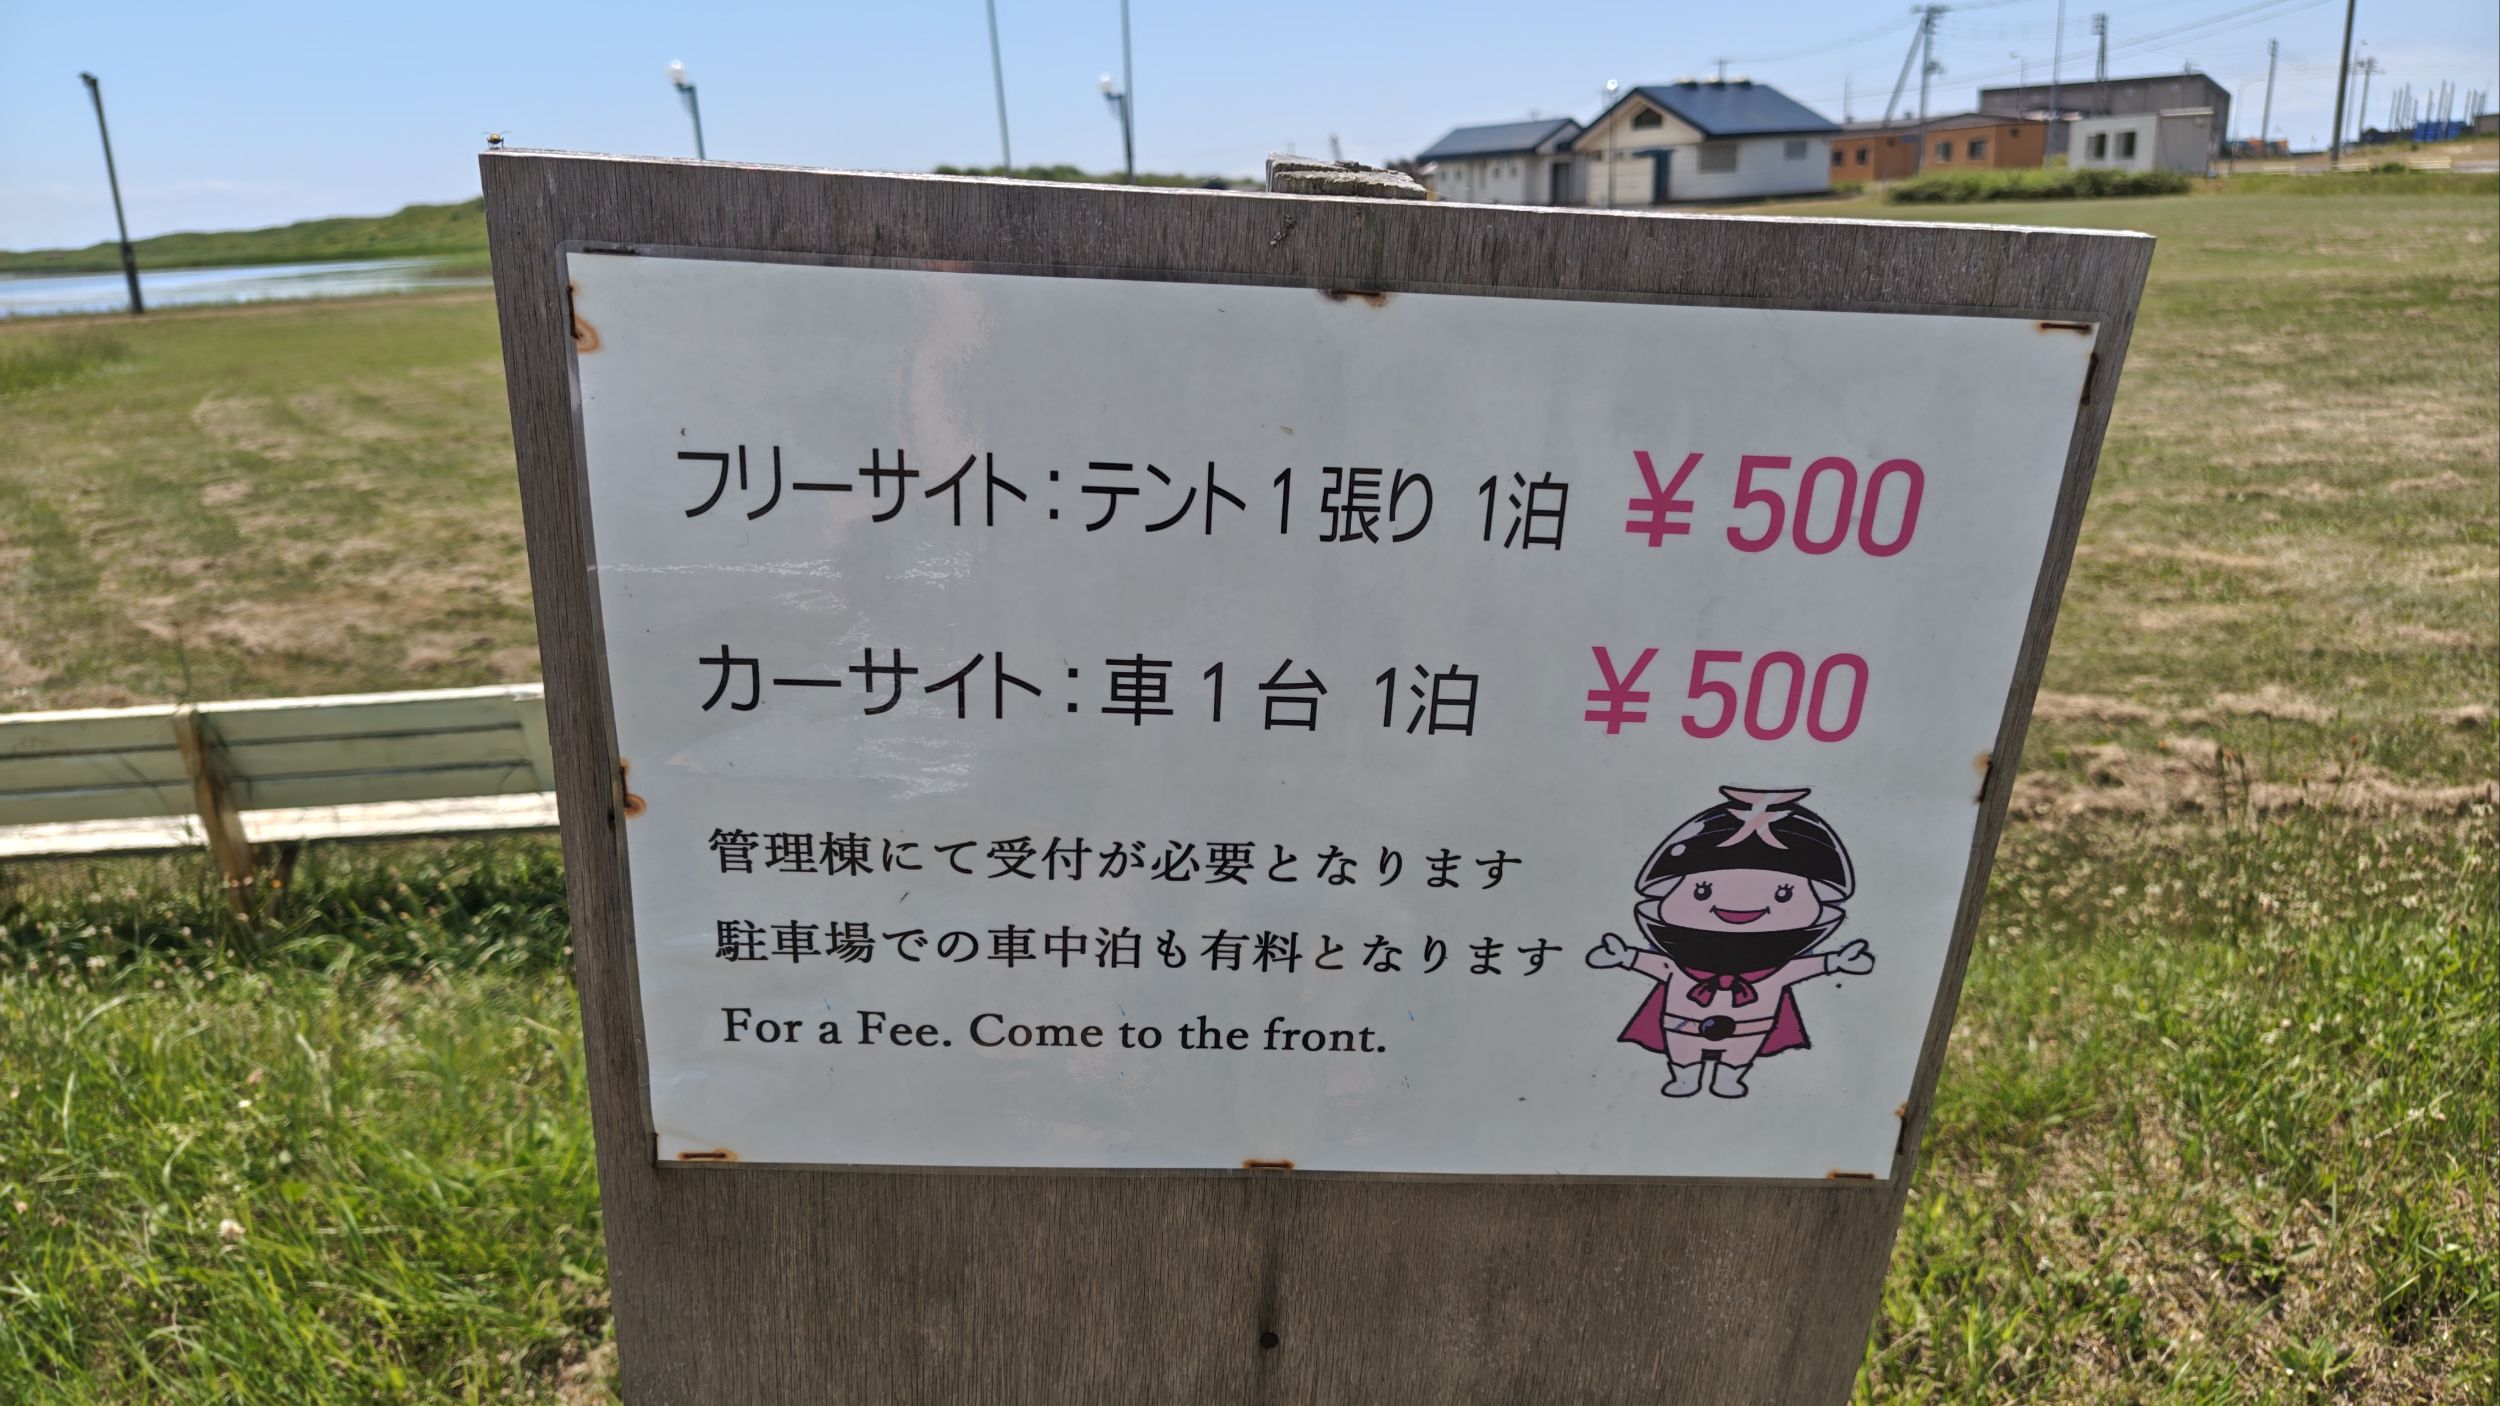 フリーサイト：テント１張り 1泊 ￥500
カーサイト：車１台 1泊 ￥500
管理棟にて受付が必要となります
駐車場での車中泊も有料となります
For a Fee. Come to the front.